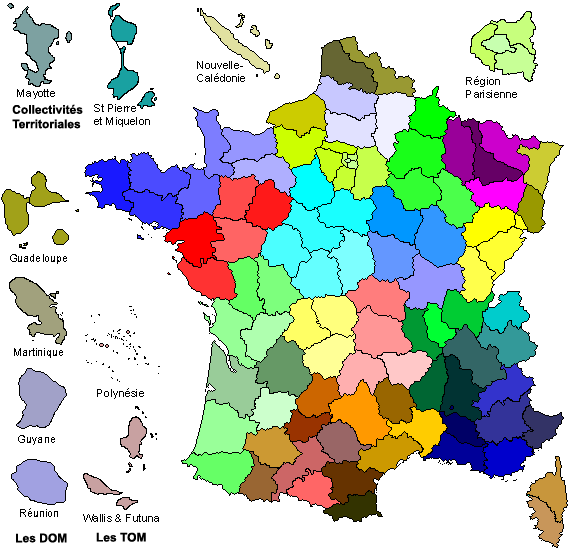 Mayotte
Collectivités
Territoriales
St Pierre
et Miquelon
Nouvelle-
Calédonie
Région
Parisienne
Guadeloupe
Martinique
Polynésie
Guyane
Réunion
Wallis & Futuna
Les DOM
Les TOM